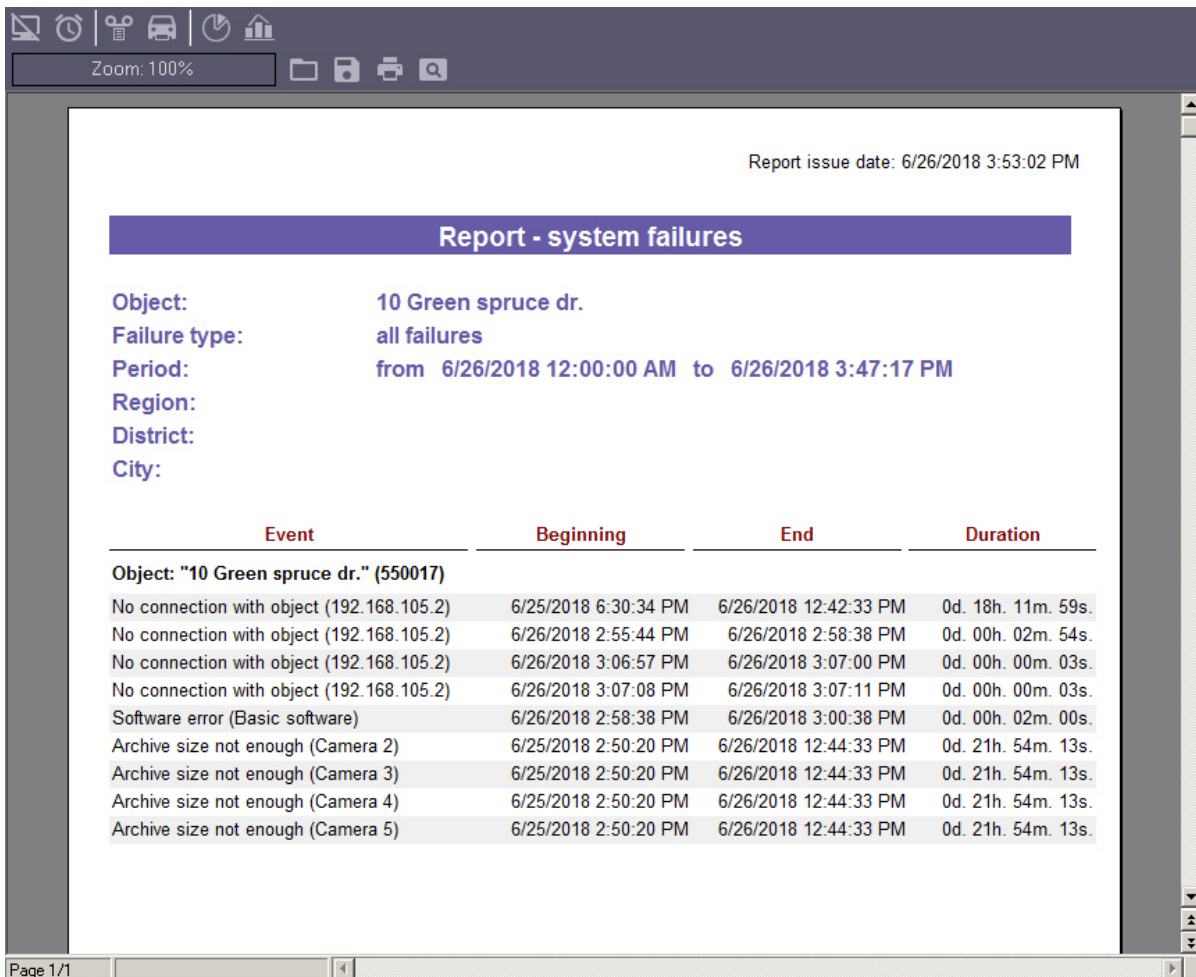 Zoom: 100%
Report issue date: 6/26/2018 3:53:02 PM
Report - system failures
Object: 10 Green spruce dr.
Failure type: all failures
Period: from 6/26/2018 12:00:00 AM to 6/26/2018 3:47:17 PM
Region:
District:
City:
Event Beginning End Duration
Object: "10 Green spruce dr." (550017)
No connection with object (192.168.105.2) 6/25/2018 6:30:34 PM 6/26/2018 12:42:33 PM 0d. 18h. 11m. 59s.
No connection with object (192.168.105.2) 6/26/2018 2:55:44 PM 6/26/2018 2:58:38 PM 0d. 00h. 02m. 54s.
No connection with object (192.168.105.2) 6/26/2018 3:06:57 PM 6/26/2018 3:07:00 PM 0d. 00h. 00m. 03s.
No connection with object (192.168.105.2) 6/26/2018 3:07:08 PM 6/26/2018 3:07:11 PM 0d. 00h. 00m. 03s.
Software error (Basic software) 6/26/2018 2:58:38 PM 6/26/2018 3:00:38 PM 0d. 00h. 02m. 00s.
Archive size not enough (Camera 2) 6/25/2018 2:50:20 PM 6/26/2018 12:44:33 PM 0d. 21h. 54m. 13s.
Archive size not enough (Camera 3) 6/25/2018 2:50:20 PM 6/26/2018 12:44:33 PM 0d. 21h. 54m. 13s.
Archive size not enough (Camera 4) 6/25/2018 2:50:20 PM 6/26/2018 12:44:33 PM 0d. 21h. 54m. 13s.
Archive size not enough (Camera 5) 6/25/2018 2:50:20 PM 6/26/2018 12:44:33 PM 0d. 21h. 54m. 13s.
Page 1/1